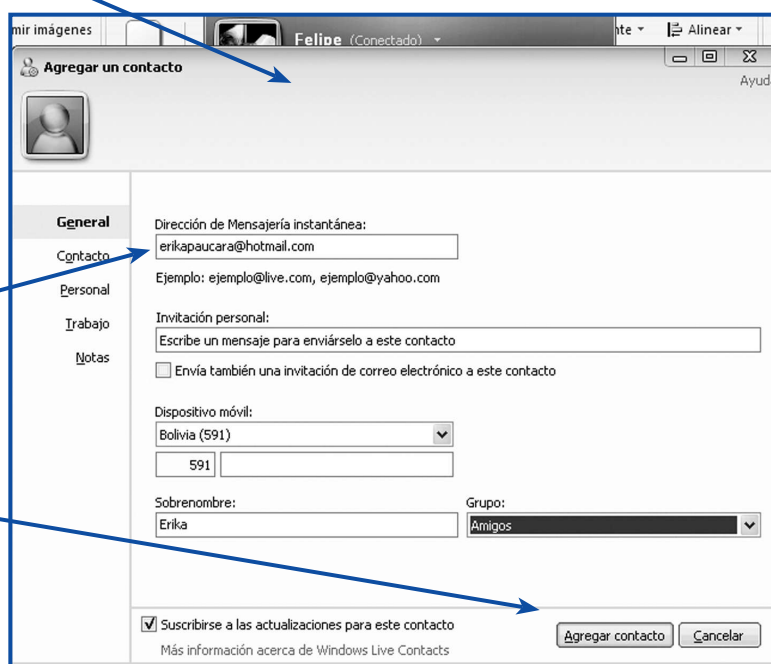 mir imágenes
Felipe (Conectado)
nte
Alinear
Agregar un contacto
Ayud
General
Contacto
Personal
Trabajo
Notas
Dirección de Mensajería instantánea:
erikapaucara@hotmail.com
Ejemplo: ejemplo@live.com, ejemplo@yahoo.com
Invitación personal:
Escribe un mensaje para enviárselo a este contacto
Envía también una invitación de correo electrónico a este contacto
Dispositivo móvil:
Bolivia (591)
591
Sobrenombre:
Grupo:
Erika
Amigos
Suscribirse a las actualizaciones para este contacto
Más información acerca de Windows Live Contacts
Agregar contacto
Cancelar